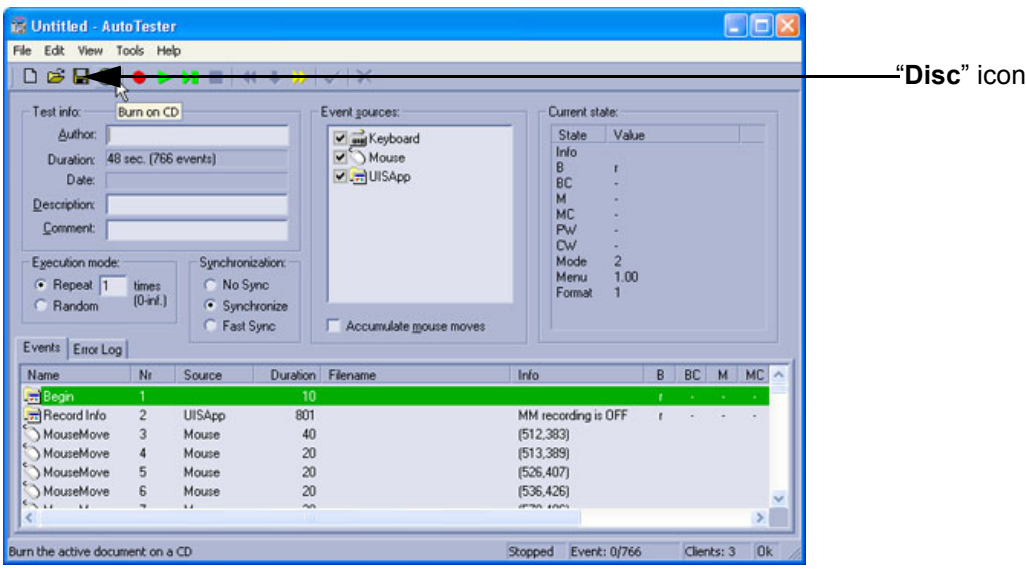 Untitled - AutoTester
File Edit View Tools Help
"Disc" icon
Burn on CD
Test info:
Author:
Duration: 48 sec. (766 events)
Date:
Description:
Comment:
Event sources:
Keyboard
Mouse
UISApp
Accumulate mouse moves
Current state:
State Value
Info
B r
BC -
M -
MC -
PW -
CW -
Mode 2
Menu 1.00
Format 1
Execution mode:
Repeat 1 times
(0-inf.)
Random
Synchronization:
No Sync
Synchronize
Fast Sync
Events Error Log
Name Nr Source Duration Filename Info B BC M MC
Begin 1 10 r - - -
Record Info 2 UISApp 801 MM recording is OFF r - - -
MouseMove 3 Mouse 40 (512,383)
MouseMove 4 Mouse 20 (513,389)
MouseMove 5 Mouse 20 (526,407)
MouseMove 6 Mouse 20 (536,426)
Burn the active document on a CD Stopped Event: 0/766 Clients: 3 Ok